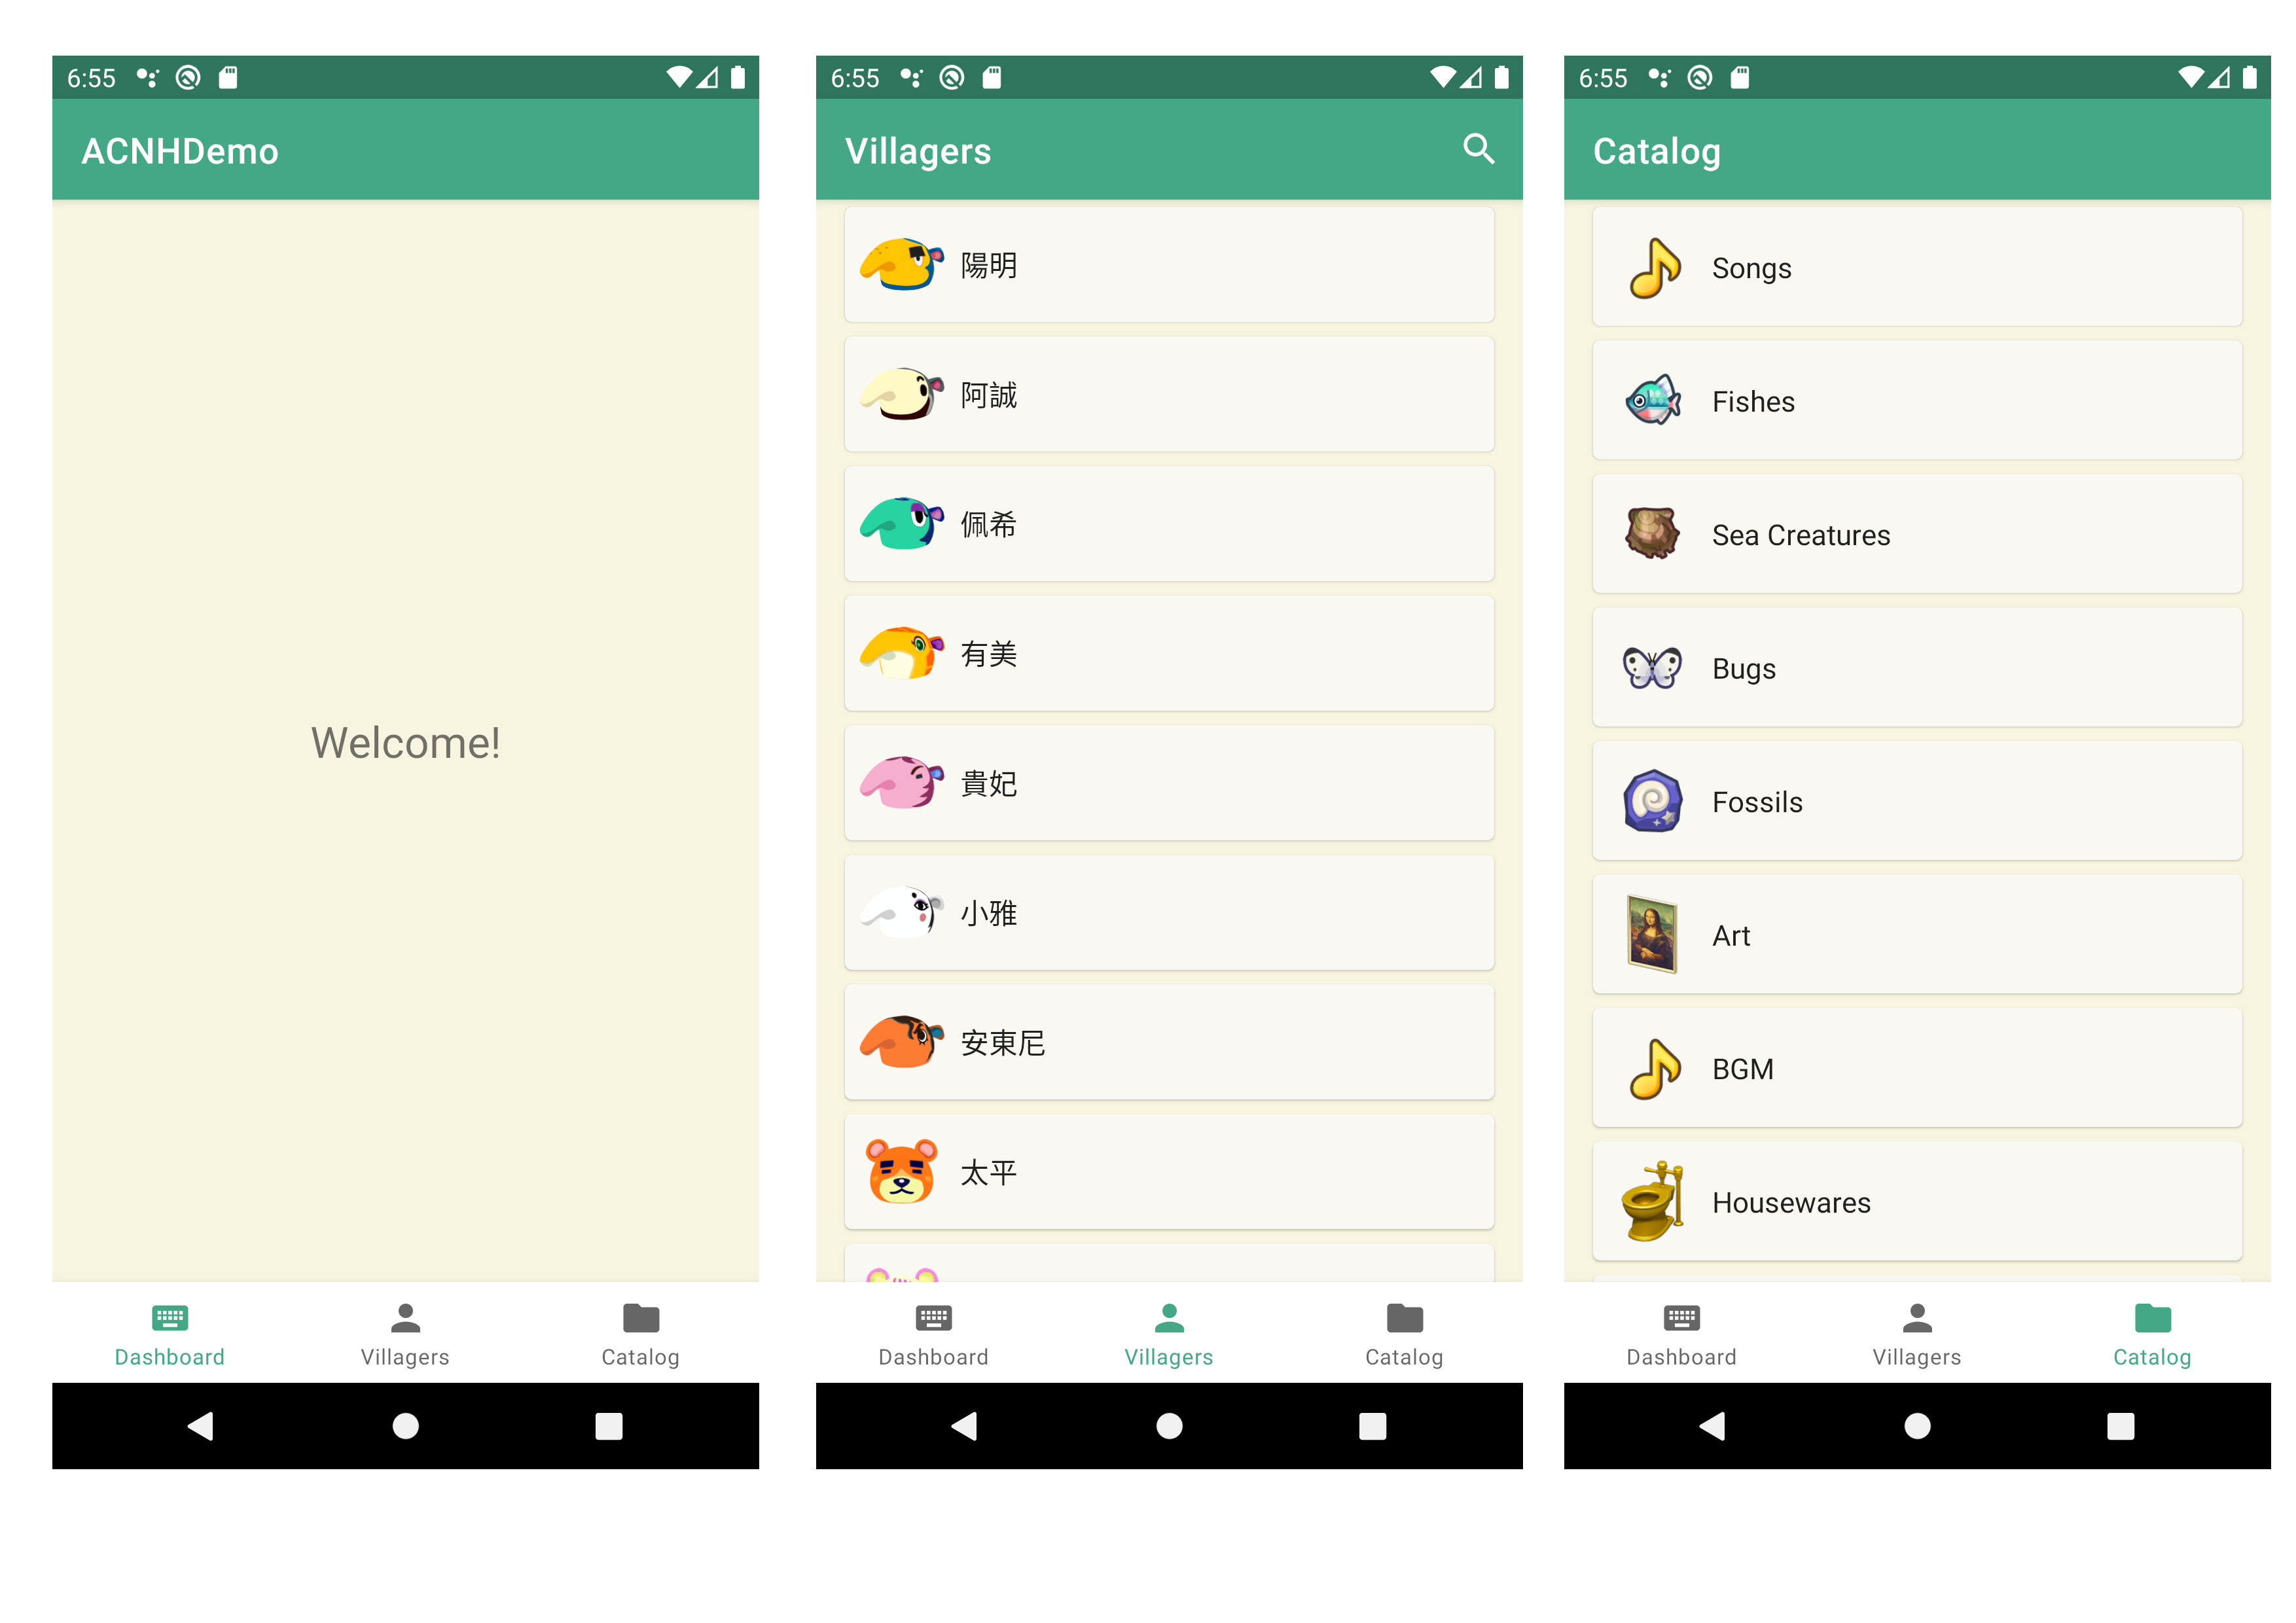 6:55
ACNHDemo
Welcome!
Dashboard
Villagers
Catalog
6:55
Villagers
陽明
阿誠
佩希
有美
貴妃
小雅
安東尼
太平
Dashboard
Villagers
Catalog
6:55
Catalog
Songs
Fishes
Sea Creatures
Bugs
Fossils
Art
BGM
Housewares
Dashboard
Villagers
Catalog